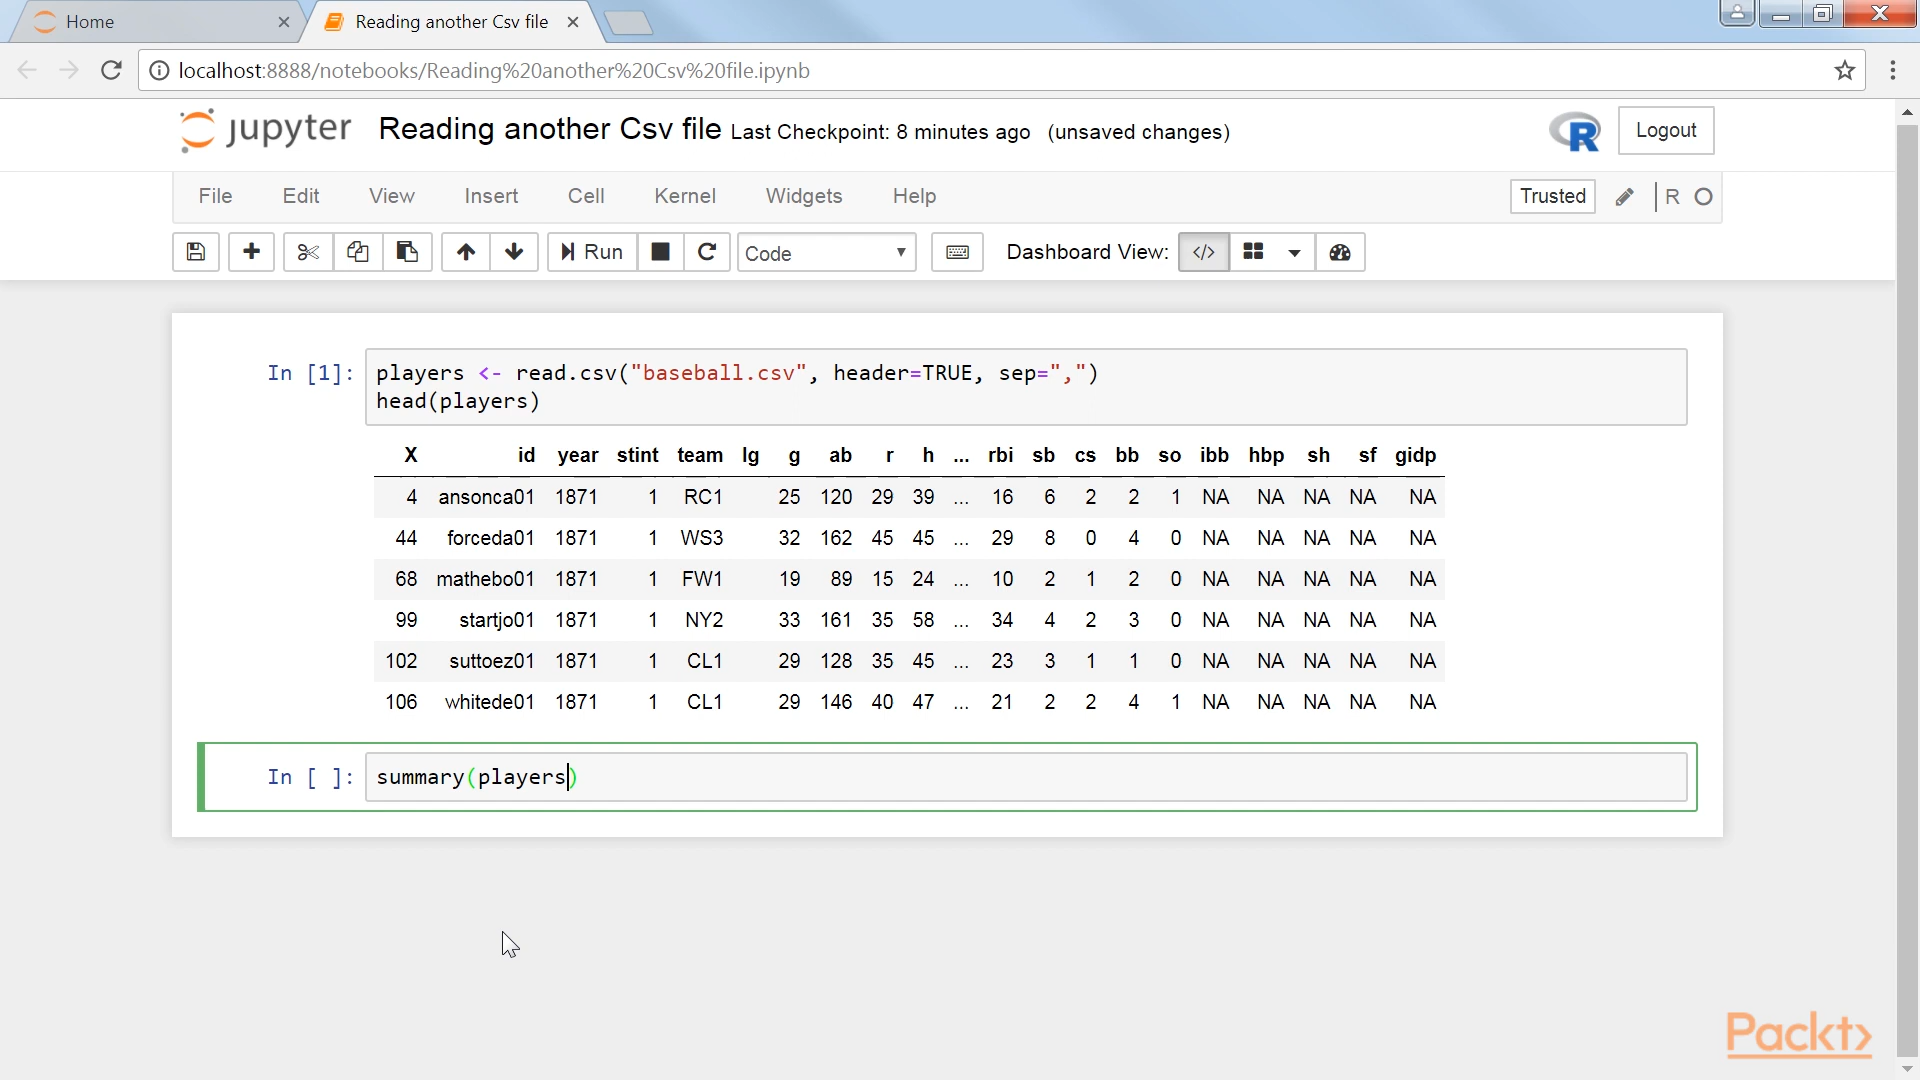 Home
Reading another Csv file
localhost:8888/notebooks/Reading%20another%20Csv%20file.ipynb
jupyter Reading another Csv file Last Checkpoint: 8 minutes ago (unsaved changes)
R
Logout
File Edit View Insert Cell Kernel Widgets Help
Trusted R
Run Code Dashboard View: </>
In [1]: players <- read.csv("baseball.csv", header=TRUE, sep=",")
head(players)
X id year stint team lg g ab r h ... rbi sb cs bb so ibb hbp sh sf gidp
4 ansonca01 1871 1 RC1 25 120 29 39 ... 16 6 2 2 1 NA NA NA NA NA
44 forceda01 1871 1 WS3 32 162 45 45 ... 29 8 0 4 0 NA NA NA NA NA
68 mathebo01 1871 1 FW1 19 89 15 24 ... 10 2 1 2 0 NA NA NA NA NA
99 startjo01 1871 1 NY2 33 161 35 58 ... 34 4 2 3 0 NA NA NA NA NA
102 suttoez01 1871 1 CL1 29 128 35 45 ... 23 3 1 1 0 NA NA NA NA NA
106 whitede01 1871 1 CL1 29 146 40 47 ... 21 2 2 4 1 NA NA NA NA NA
In [ ]: summary(players)
Packt>